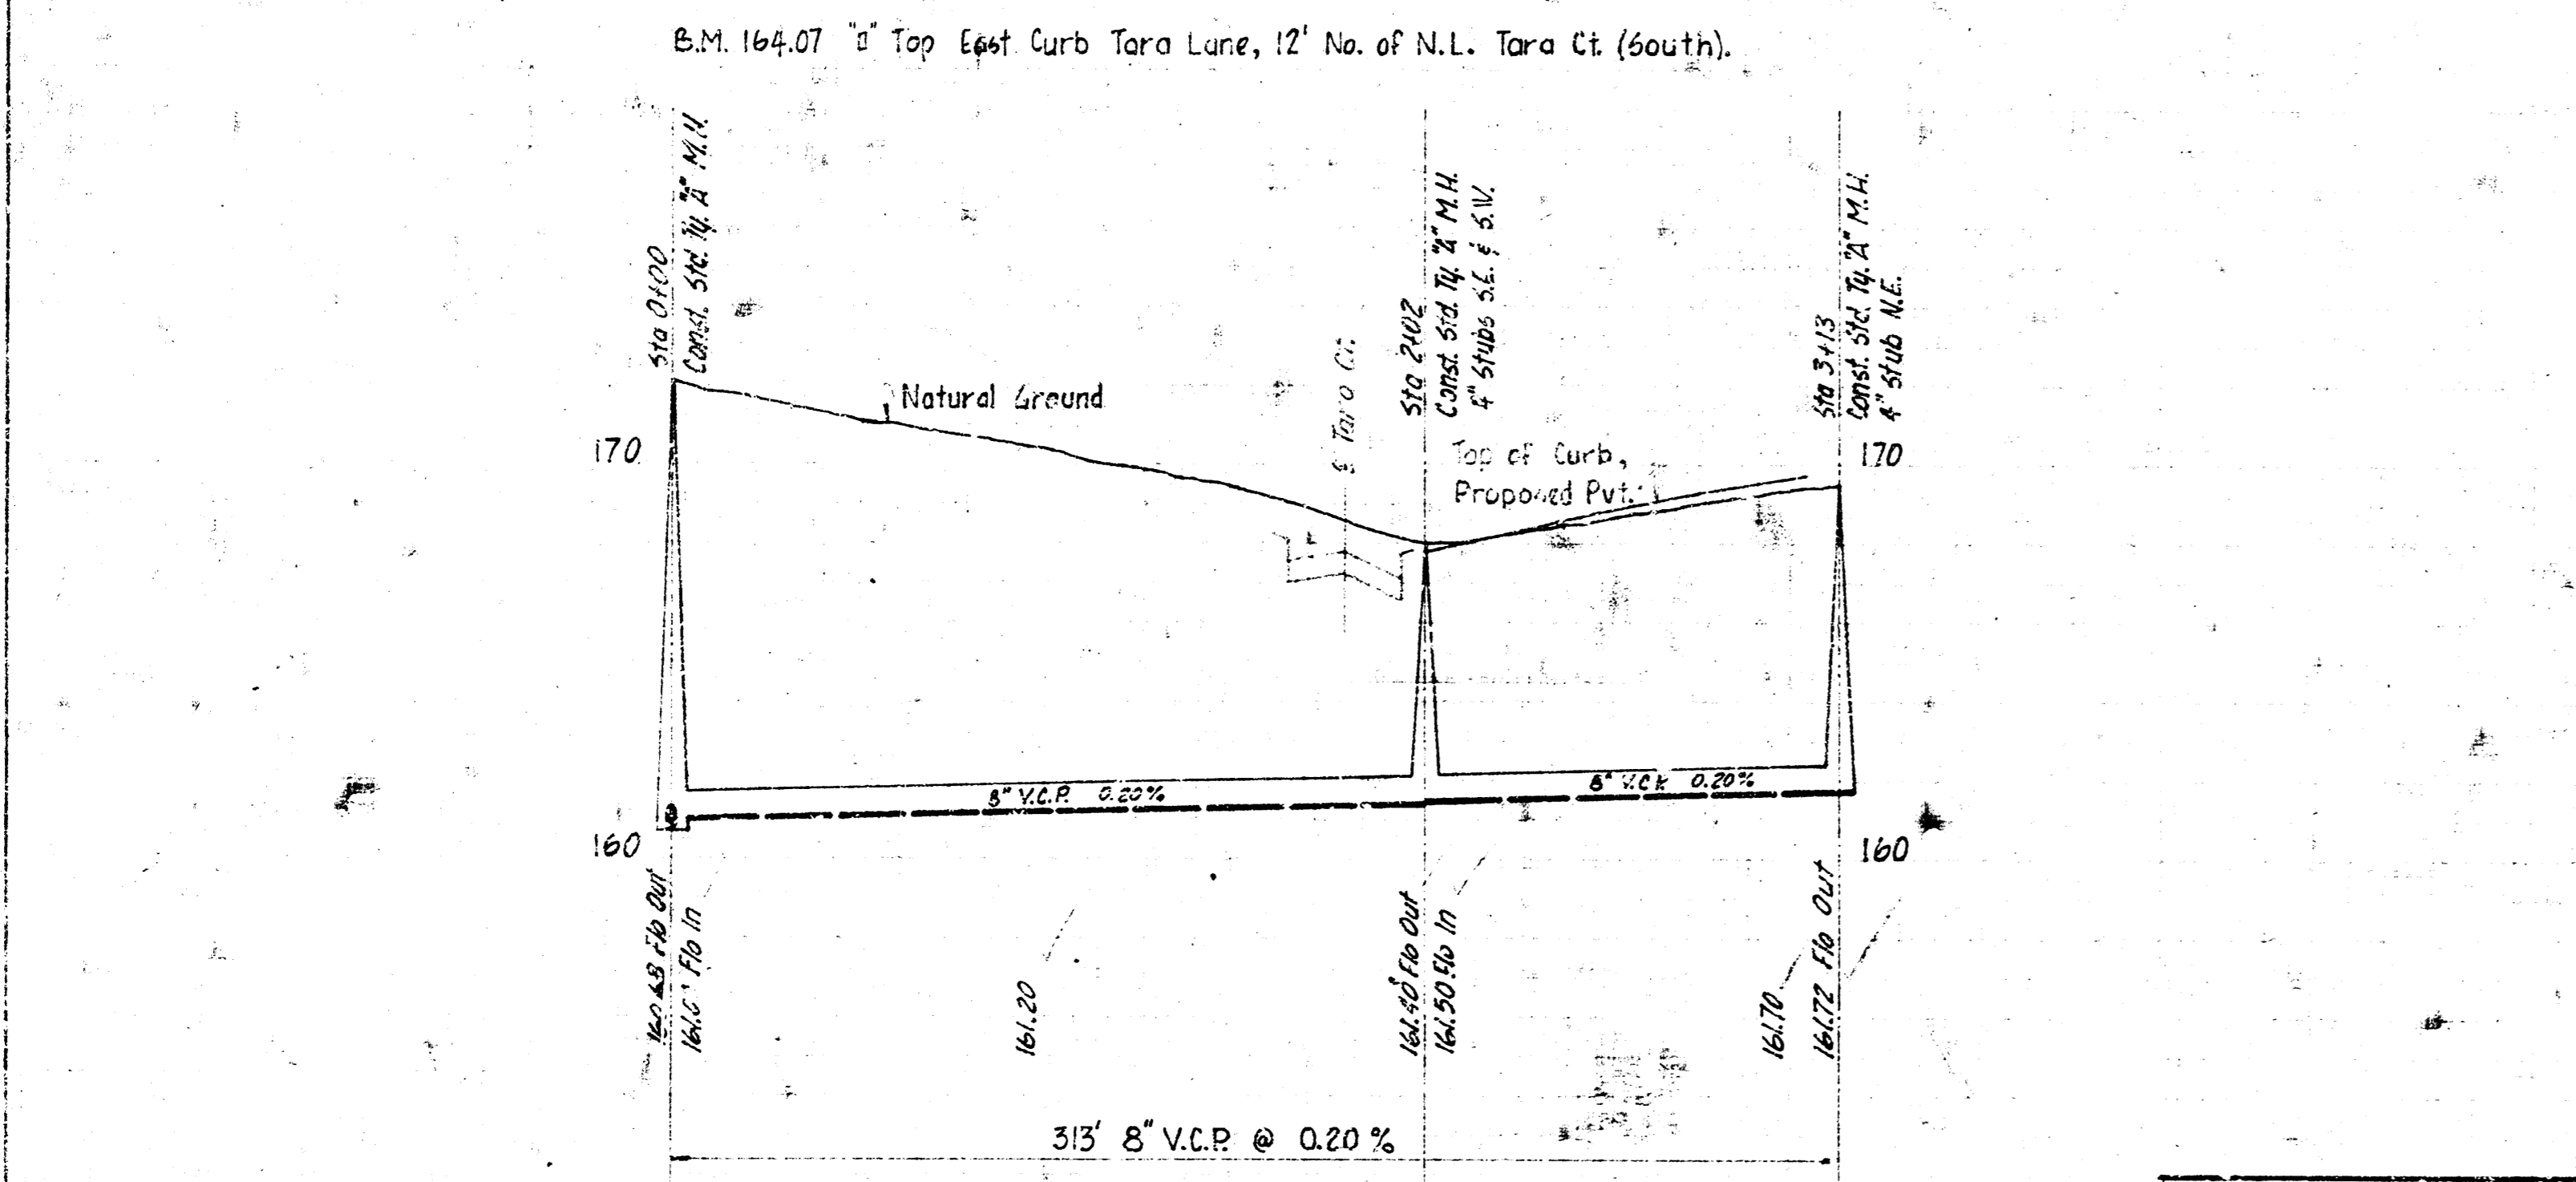 B.M. 164.07 "□" Top East Curb Tara Lane, 12' No. of N.L. Tara Ct. (South).
Sta 0+00
Const. Std. Ty. "A" M.H.
Natural Ground
℄ Tara Ct.
Sta 2+02
Const. Std. Ty. "A" M.H.
4" Stubs S.E. & S.W.
Top of Curb,
Proposed Pvt.
Sta 3+13
Const. Std. Ty. "A" M.H.
4" Stub N.E.
170
170
8" V.C.P. 0.20%
8" V.C.P. 0.20%
160
160
Flo Out
Flo In
161.20
161.40 Flo Out
161.50 Flo In
161.70
161.72 Flo Out
313' 8" V.C.P. @ 0.20%